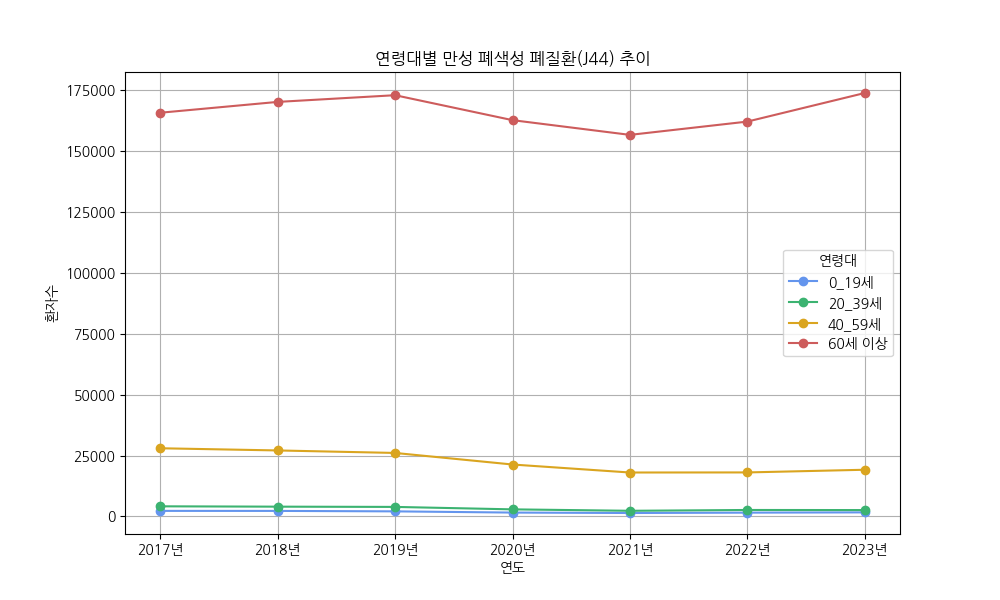 연령대별 만성 폐색성 폐질환(J44) 추이
환자수
175000
150000
125000
100000
75000
50000
25000
0
연령대
0_19세
20_39세
40_59세
60세 이상
2017년 2018년 2019년 2020년 2021년 2022년 2023년
연도